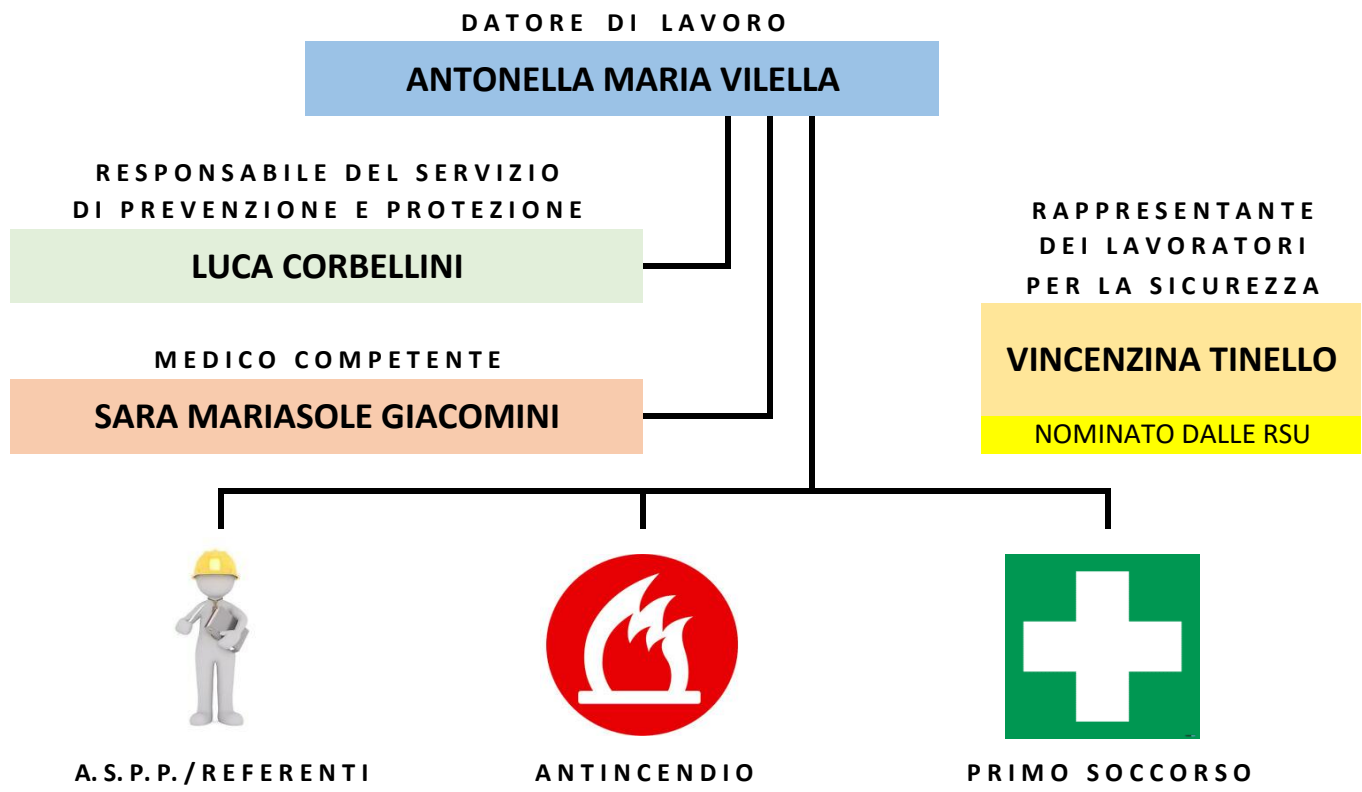 DATORE DI LAVORO
ANTONELLA MARIA VILELLA
RESPONSABILE DEL SERVIZIO
DI PREVENZIONE E PROTEZIONE
LUCA CORBELLINI
MEDICO COMPETENTE
SARA MARIASOLE GIACOMINI
RAPPRESENTANTE
DEI LAVORATORI
PER LA SICUREZZA
VINCENZINA TINELLO
NOMINATO DALLE RSU
A.S.P.P./REFERENTI
ANTINCENDIO
PRIMO SOCCORSO